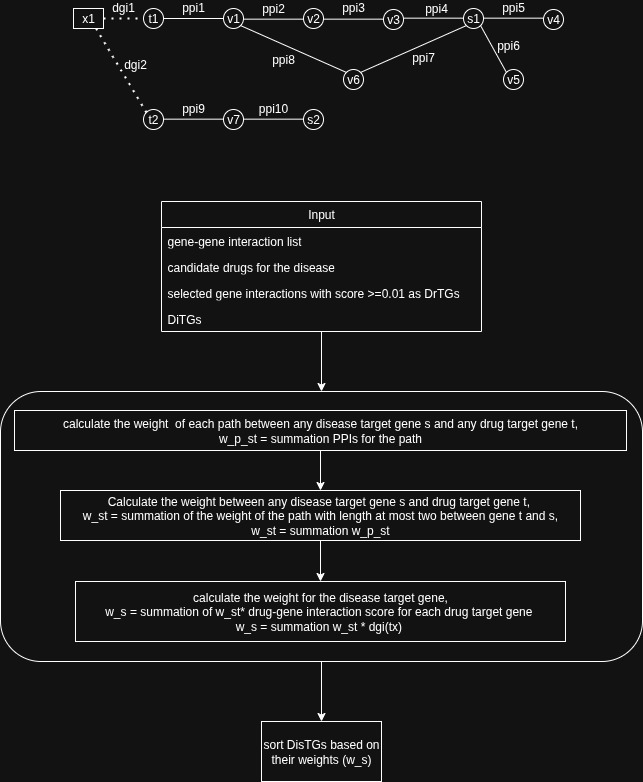 x1
dgi1
t1
ppi1
v1
ppi2
v2
ppi3
v3
ppi4
s1
ppi5
v4
ppi6
dgi2
ppi8
ppi7
v6
v5
t2
ppi9
v7
ppi10
s2
Input
gene-gene interaction list
candidate drugs for the disease
selected gene interactions with score >=0.01 as DrTGs
DiTGs
calculate the weight of each path between any disease target gene s and any drug target gene t,
w_p_st = summation PPIs for the path
Calculate the weight between any disease target gene s and drug target gene t,
w_st = summation of the weight of the path with length at most two between gene t and s,
w_st = summation w_p_st
calculate the weight for the disease target gene,
w_s = summation of w_st* drug-gene interaction score for each drug target gene
w_s = summation w_st * dgi(tx)
sort DisTGs based on
their weights (w_s)